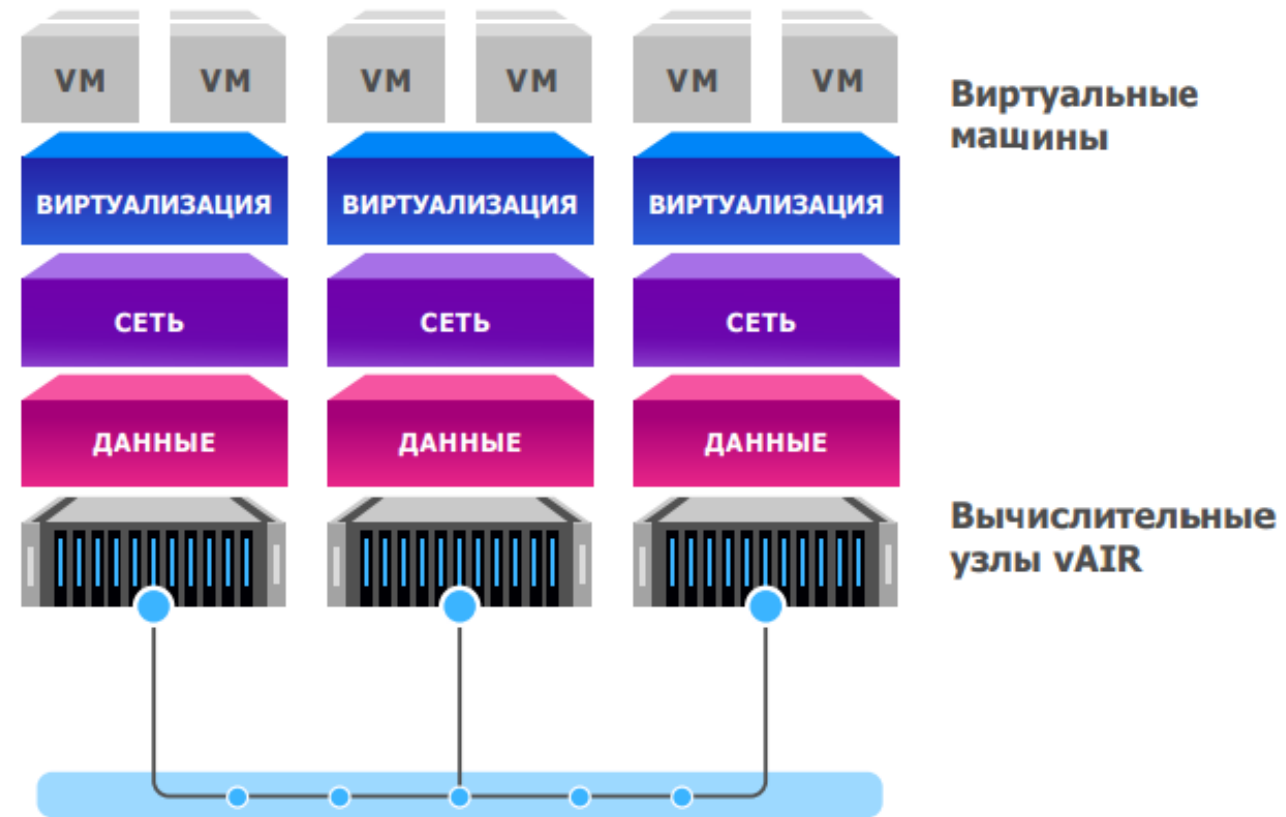 VM VM VM VM VM VM
Виртуальные
машины
ВИРТУАЛИЗАЦИЯ ВИРТУАЛИЗАЦИЯ ВИРТУАЛИЗАЦИЯ
СЕТЬ СЕТЬ СЕТЬ
ДАННЫЕ ДАННЫЕ ДАННЫЕ
Вычислительные
узлы vAIR